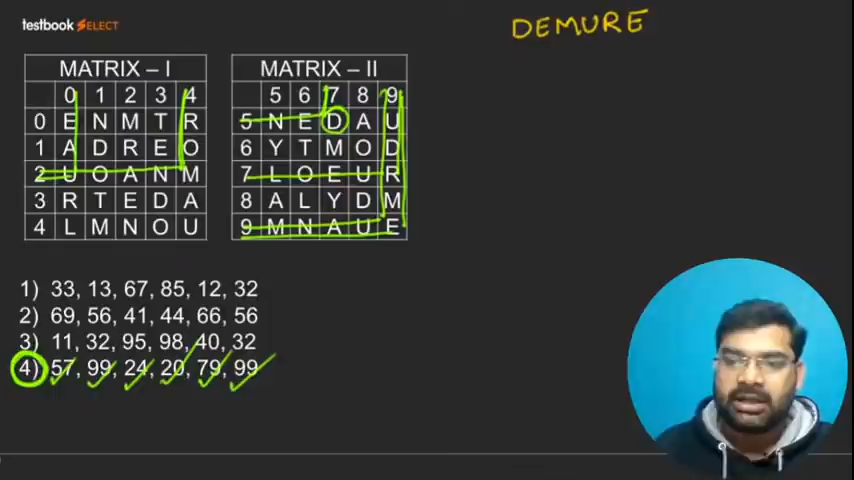 testbook SELECT
DEMURE
MATRIX – I
0 1 2 3 4
0 E N M T R
1 A D R E O
2 U O A N M
3 R T E D A
4 L M N O U
MATRIX – II
5 6 7 8 9
5 N E D A U
6 Y T M O D
7 L O E U R
8 A L Y D M
9 M N A U E
1) 33, 13, 67, 85, 12, 32
2) 69, 56, 41, 44, 66, 56
3) 11, 32, 95, 98, 40, 32
4) 57, 99, 24, 20, 79, 99